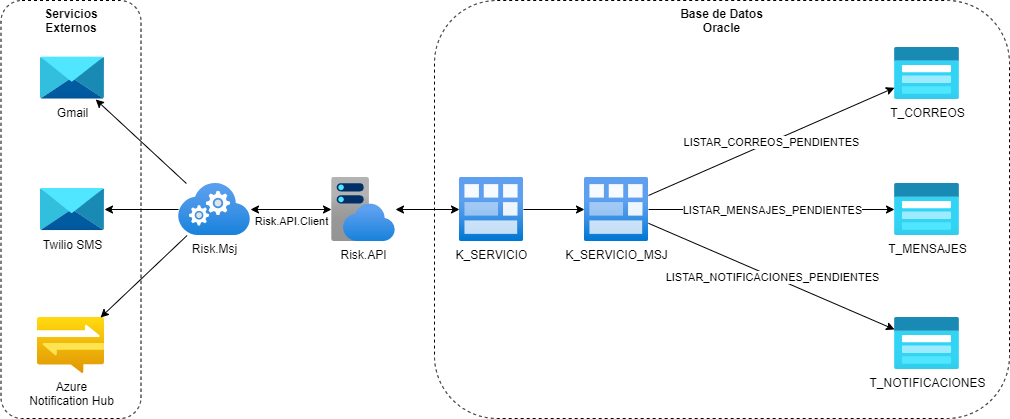 Servicios
Externos
Gmail
Twilio SMS
Azure
Notification Hub
Risk.Msj
Risk.API.Client
Risk.API
Base de Datos
Oracle
K_SERVICIO
K_SERVICIO_MSJ
LISTAR_CORREOS_PENDIENTES
LISTAR_MENSAJES_PENDIENTES
LISTAR_NOTIFICACIONES_PENDIENTES
T_CORREOS
T_MENSAJES
T_NOTIFICACIONES